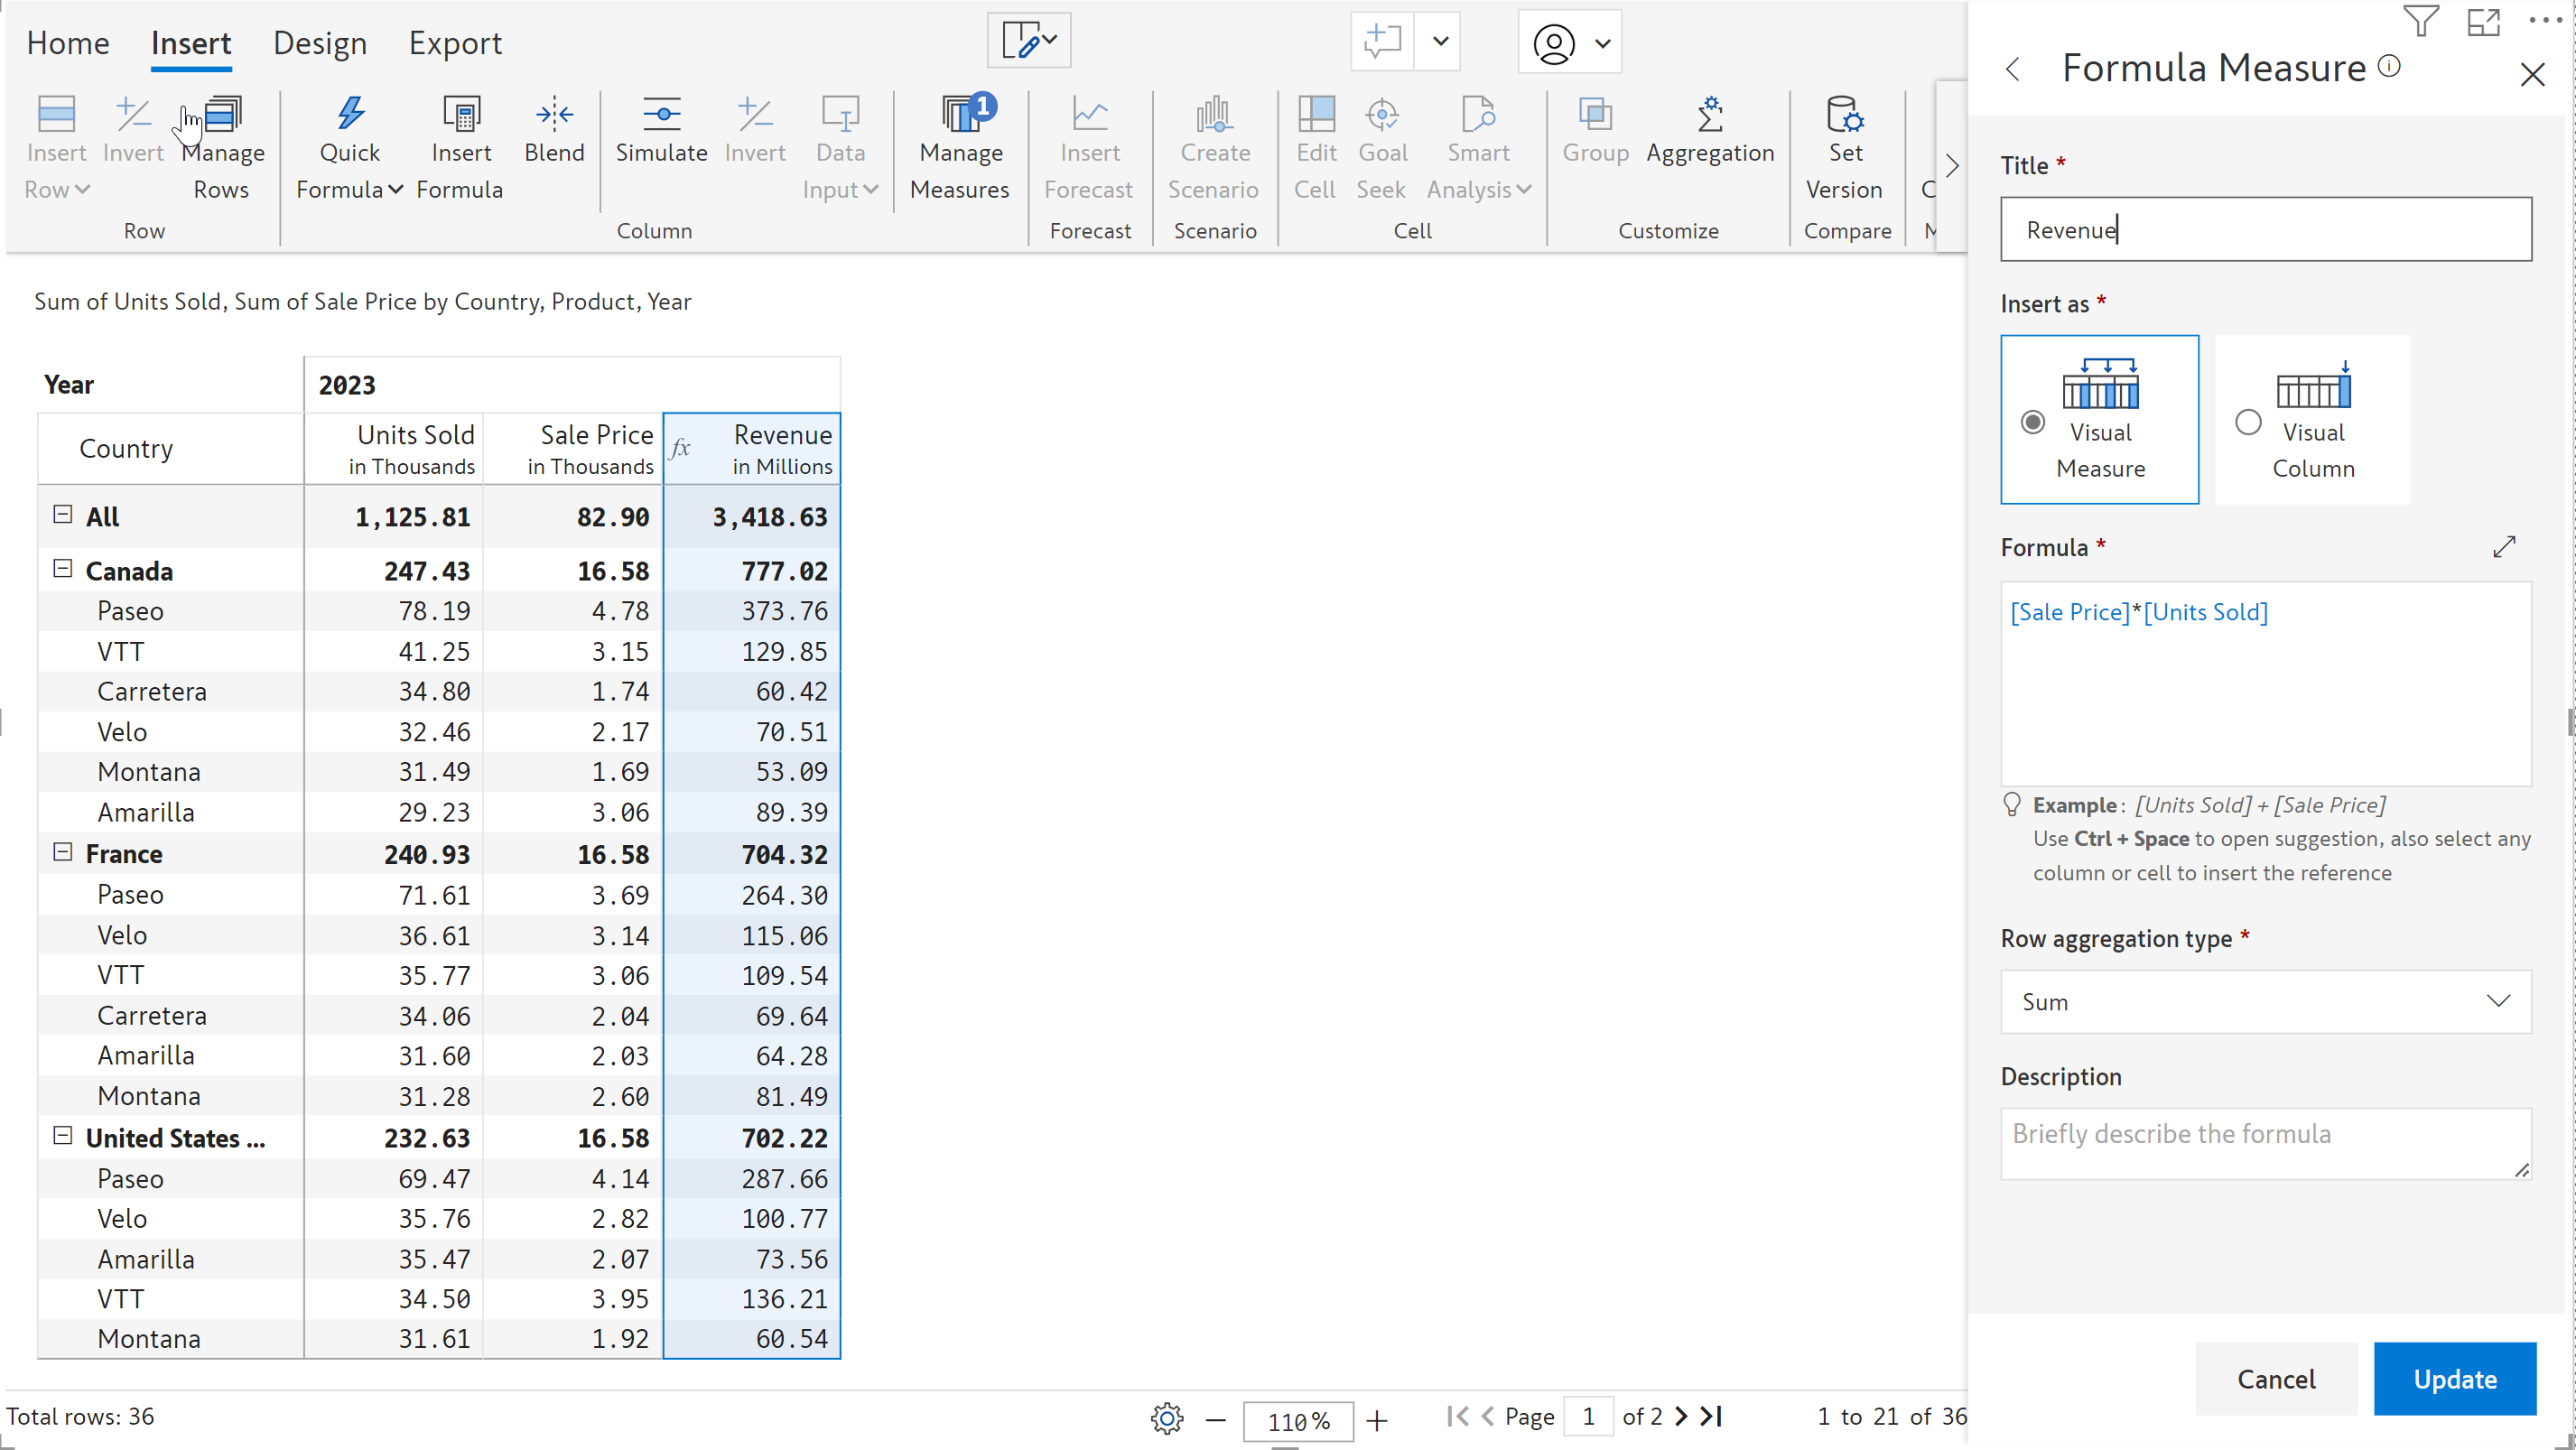 Home Insert Design Export
Insert Row
Invert
Manage Rows
Row
Quick Formula
Insert Formula
Blend
Simulate
Invert
Data Input
Column
Manage Measures
1
Insert Forecast
Forecast
Create Scenario
Scenario
Edit Cell
Goal Seek
Smart Analysis
Cell
Group
Aggregation
Customize
Set Version
Compare
Sum of Units Sold, Sum of Sale Price by Country, Product, Year
Year 2023
Country Units Sold in Thousands Sale Price in Thousands fx Revenue in Millions
All 1,125.81 82.90 3,418.63
Canada 247.43 16.58 777.02
Paseo 78.19 4.78 373.76
VTT 41.25 3.15 129.85
Carretera 34.80 1.74 60.42
Velo 32.46 2.17 70.51
Montana 31.49 1.69 53.09
Amarilla 29.23 3.06 89.39
France 240.93 16.58 704.32
Paseo 71.61 3.69 264.30
Velo 36.61 3.14 115.06
VTT 35.77 3.06 109.54
Carretera 34.06 2.04 69.64
Amarilla 31.60 2.03 64.28
Montana 31.28 2.60 81.49
United States ... 232.63 16.58 702.22
Paseo 69.47 4.14 287.66
Velo 35.76 2.82 100.77
Amarilla 35.47 2.07 73.56
VTT 34.50 3.95 136.21
Montana 31.61 1.92 60.54
Total rows: 36
110%
Page 1 of 2
1 to 21 of 36
Formula Measure
Title *
Revenue
Insert as *
Visual Measure
Visual Column
Formula *
[Sale Price]*[Units Sold]
Example : [Units Sold] + [Sale Price]
Use Ctrl + Space to open suggestion, also select any
column or cell to insert the reference
Row aggregation type *
Sum
Description
Briefly describe the formula
Cancel
Update